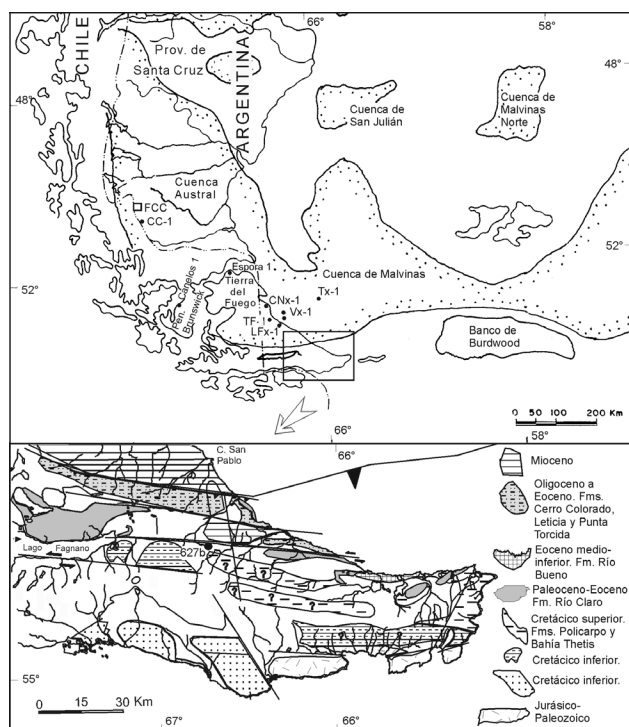 66°
58°
CHILE
Prov. de
Santa Cruz
ARGENTINA
48°
48°
Cuenca de
San Julián
Cuenca de
Malvinas
Norte
Cuenca
Austral
FCC
CC-1
52°
52°
Espora 1
Tierra
del
Fuego
Cuenca de Malvinas
Canelos 1
Pen.
Brunswick
CNx-1
Tx-1
Vx-1
TF-1
LFx-1
Banco de
Burdwood
0 50 100 200 KM
66°
58°
C. San
Pablo
Lago Fagnano
627b
? ? ? ? ? ? ?
55°
0 15 30 Km
67°
66°
Mioceno
Oligoceno a
Eoceno. Fms.
Cerro Colorado,
Leticia y Punta
Torcida
Eoceno medio-
inferior. Fm. Río
Bueno
Paleoceno-Eoceno
Fm. Río Claro
Cretácico superior.
Fms. Policarpo y
Bahía Thetis
Cretácico inferior.
Cretácico inferior.
Jurásico-
Paleozoico